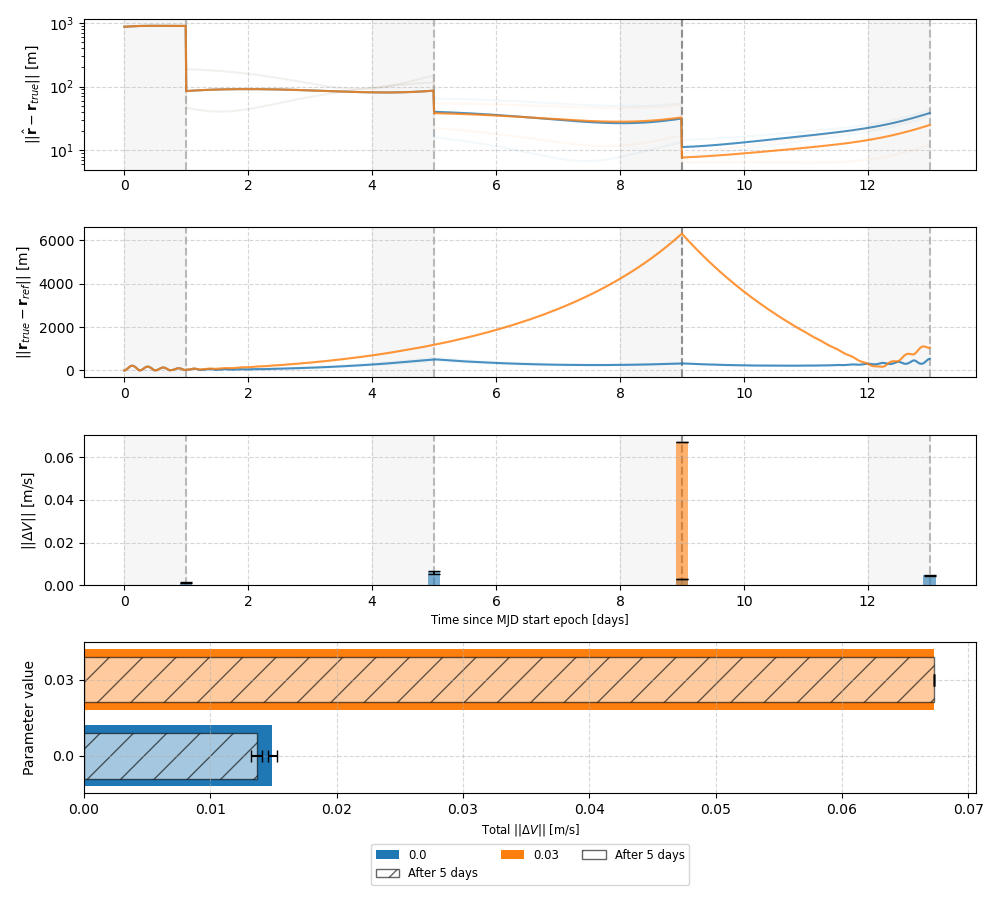 10³
10²
10¹
||r̂ − r_true|| [m]
0 2 4 6 8 10 12
6000
4000
2000
0
||r_true − r_ref|| [m]
0 2 4 6 8 10 12
0.06
0.04
0.02
0.00
||ΔV|| [m/s]
0 2 4 6 8 10 12
Time since MJD start epoch [days]
0.03
0.0
Parameter value
0.00 0.01 0.02 0.03 0.04 0.05 0.06 0.07
Total ||ΔV|| [m/s]
0.0 0.03 After 5 days
After 5 days